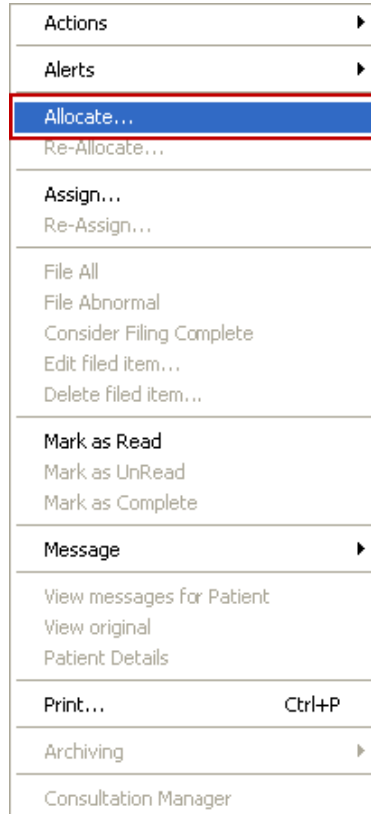 Actions
Alerts
Allocate...
Re-Allocate...
Assign...
Re-Assign...
File All
File Abnormal
Consider Filing Complete
Edit filed item...
Delete filed item...
Mark as Read
Mark as UnRead
Mark as Complete
Message
View messages for Patient
View original
Patient Details
Print... Ctrl+P
Archiving
Consultation Manager